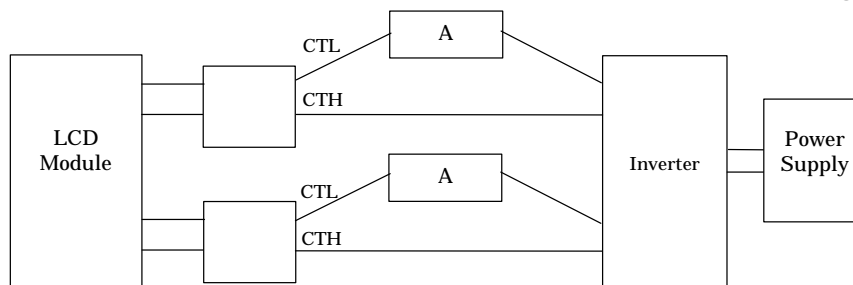 CTL
A
CTH
LCD
Module
Inverter
Power
Supply
CTL
A
CTH